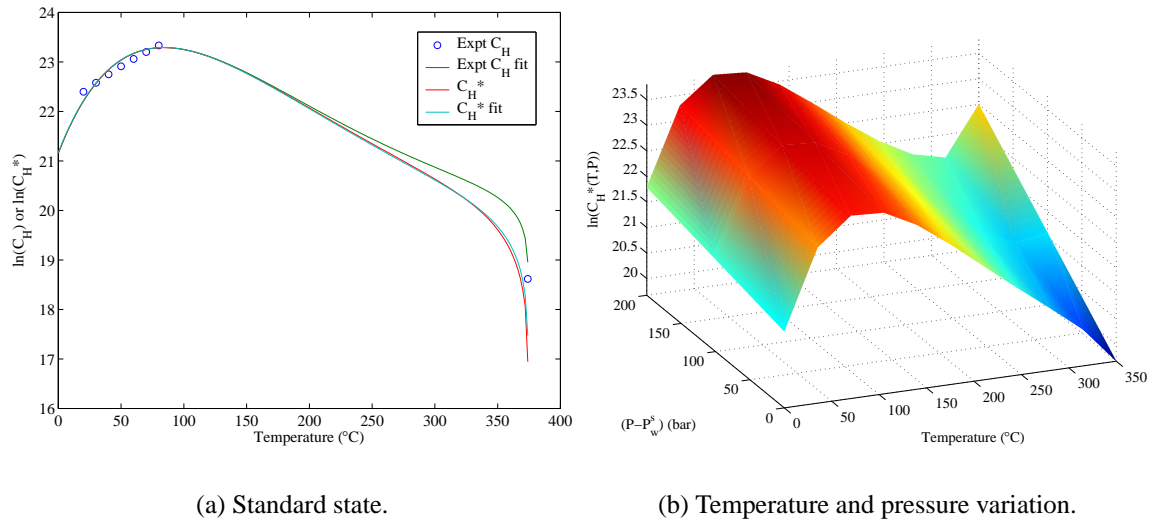 24
23
22
21
20
19
18
17
16
0 50 100 150 200 250 300 350 400
Temperature (°C)
ln(C_H) or ln(C_H*)
Expt C_H
Expt C_H fit
C_H*
C_H* fit
23.5
23
22.5
22
21.5
21
20.5
20
ln(C_H*(T,P))
200
150
100
50
0
(P−P_w^s) (bar)
0 50 100 150 200 250 300 350
Temperature (°C)
(a) Standard state.
(b) Temperature and pressure variation.